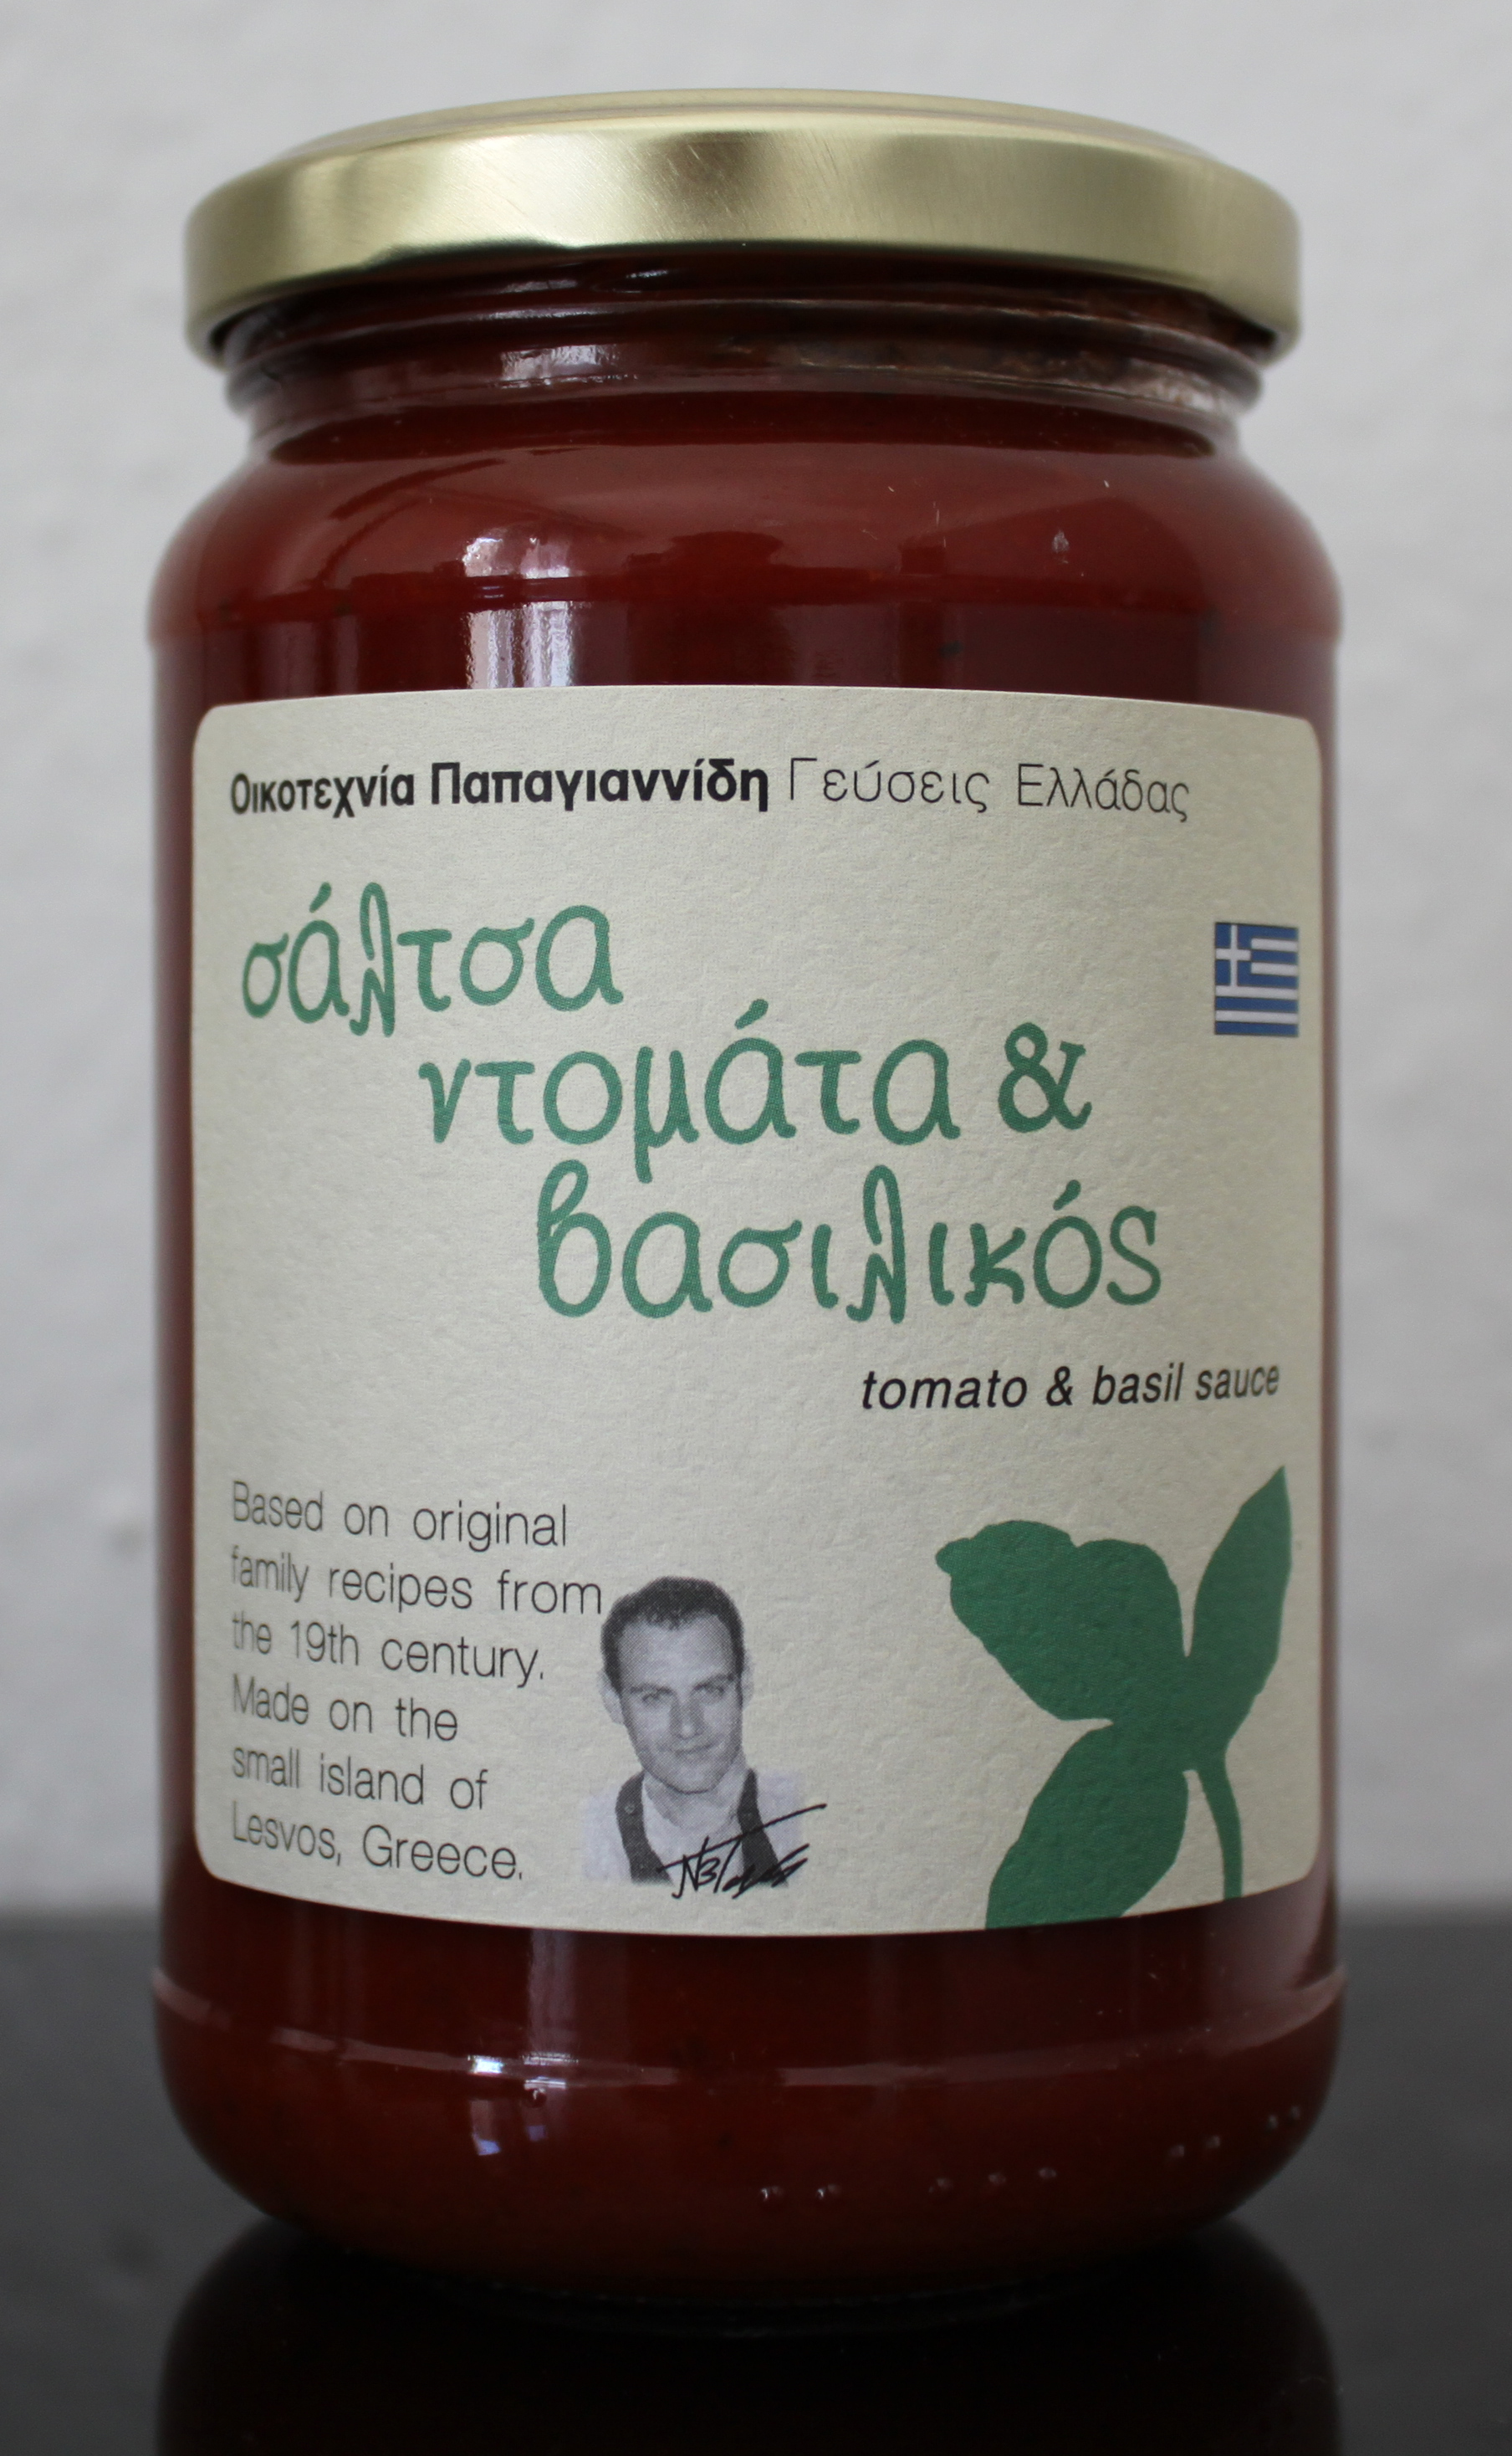 Οικοτεχνία Παπαγιαννίδη Γεύσεις Ελλάδας
σάλτσα
ντομάτα &
βασιλικός
tomato & basil sauce
Based on original
family recipes from
the 19th century.
Made on the
small island of
Lesvos, Greece.